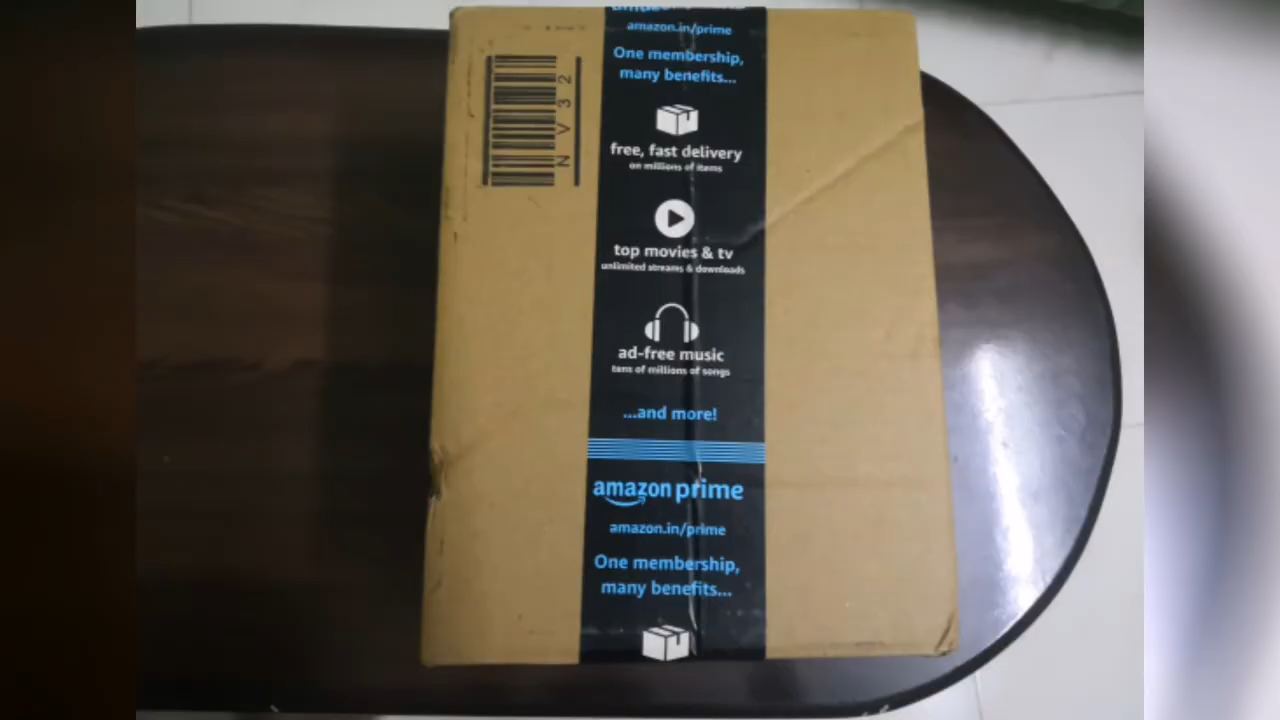 amazon.in/prime
One membership,
many benefits...
free, fast delivery
on millions of items
top movies & tv
unlimited streams & downloads
ad-free music
tens of millions of songs
...and more!
amazon prime
amazon.in/prime
One membership,
many benefits...
NV32